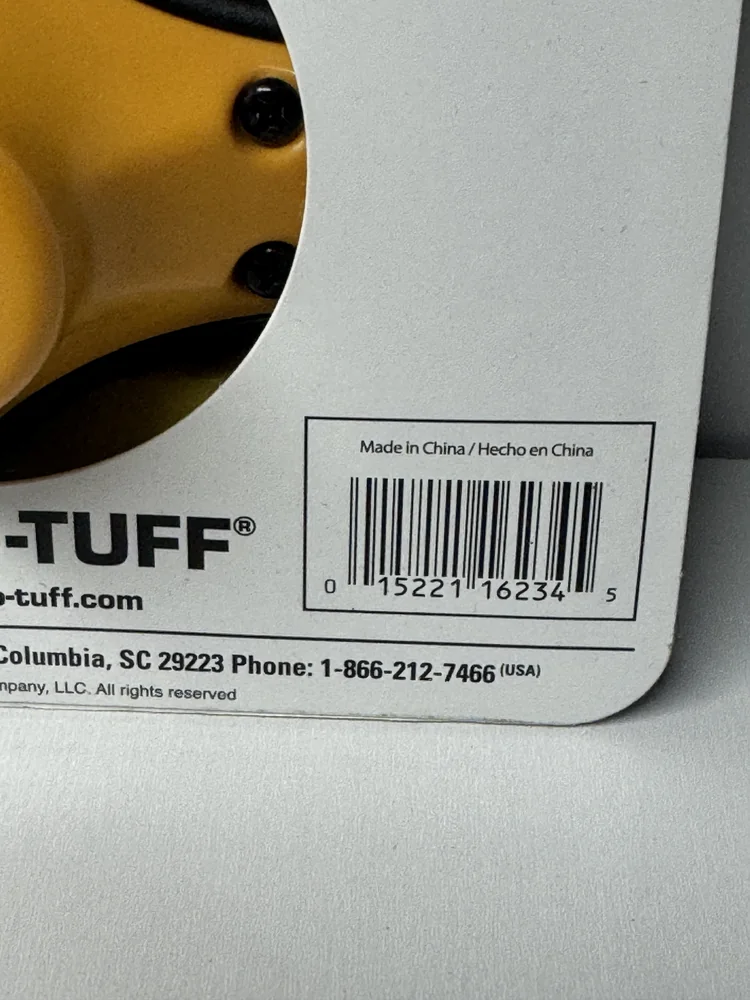 Made in China / Hecho en China
0 15221 16234 5
-TUFF®
-tuff.com
Columbia, SC 29223 Phone: 1-866-212-7466 (USA)
mpany, LLC. All rights reserved